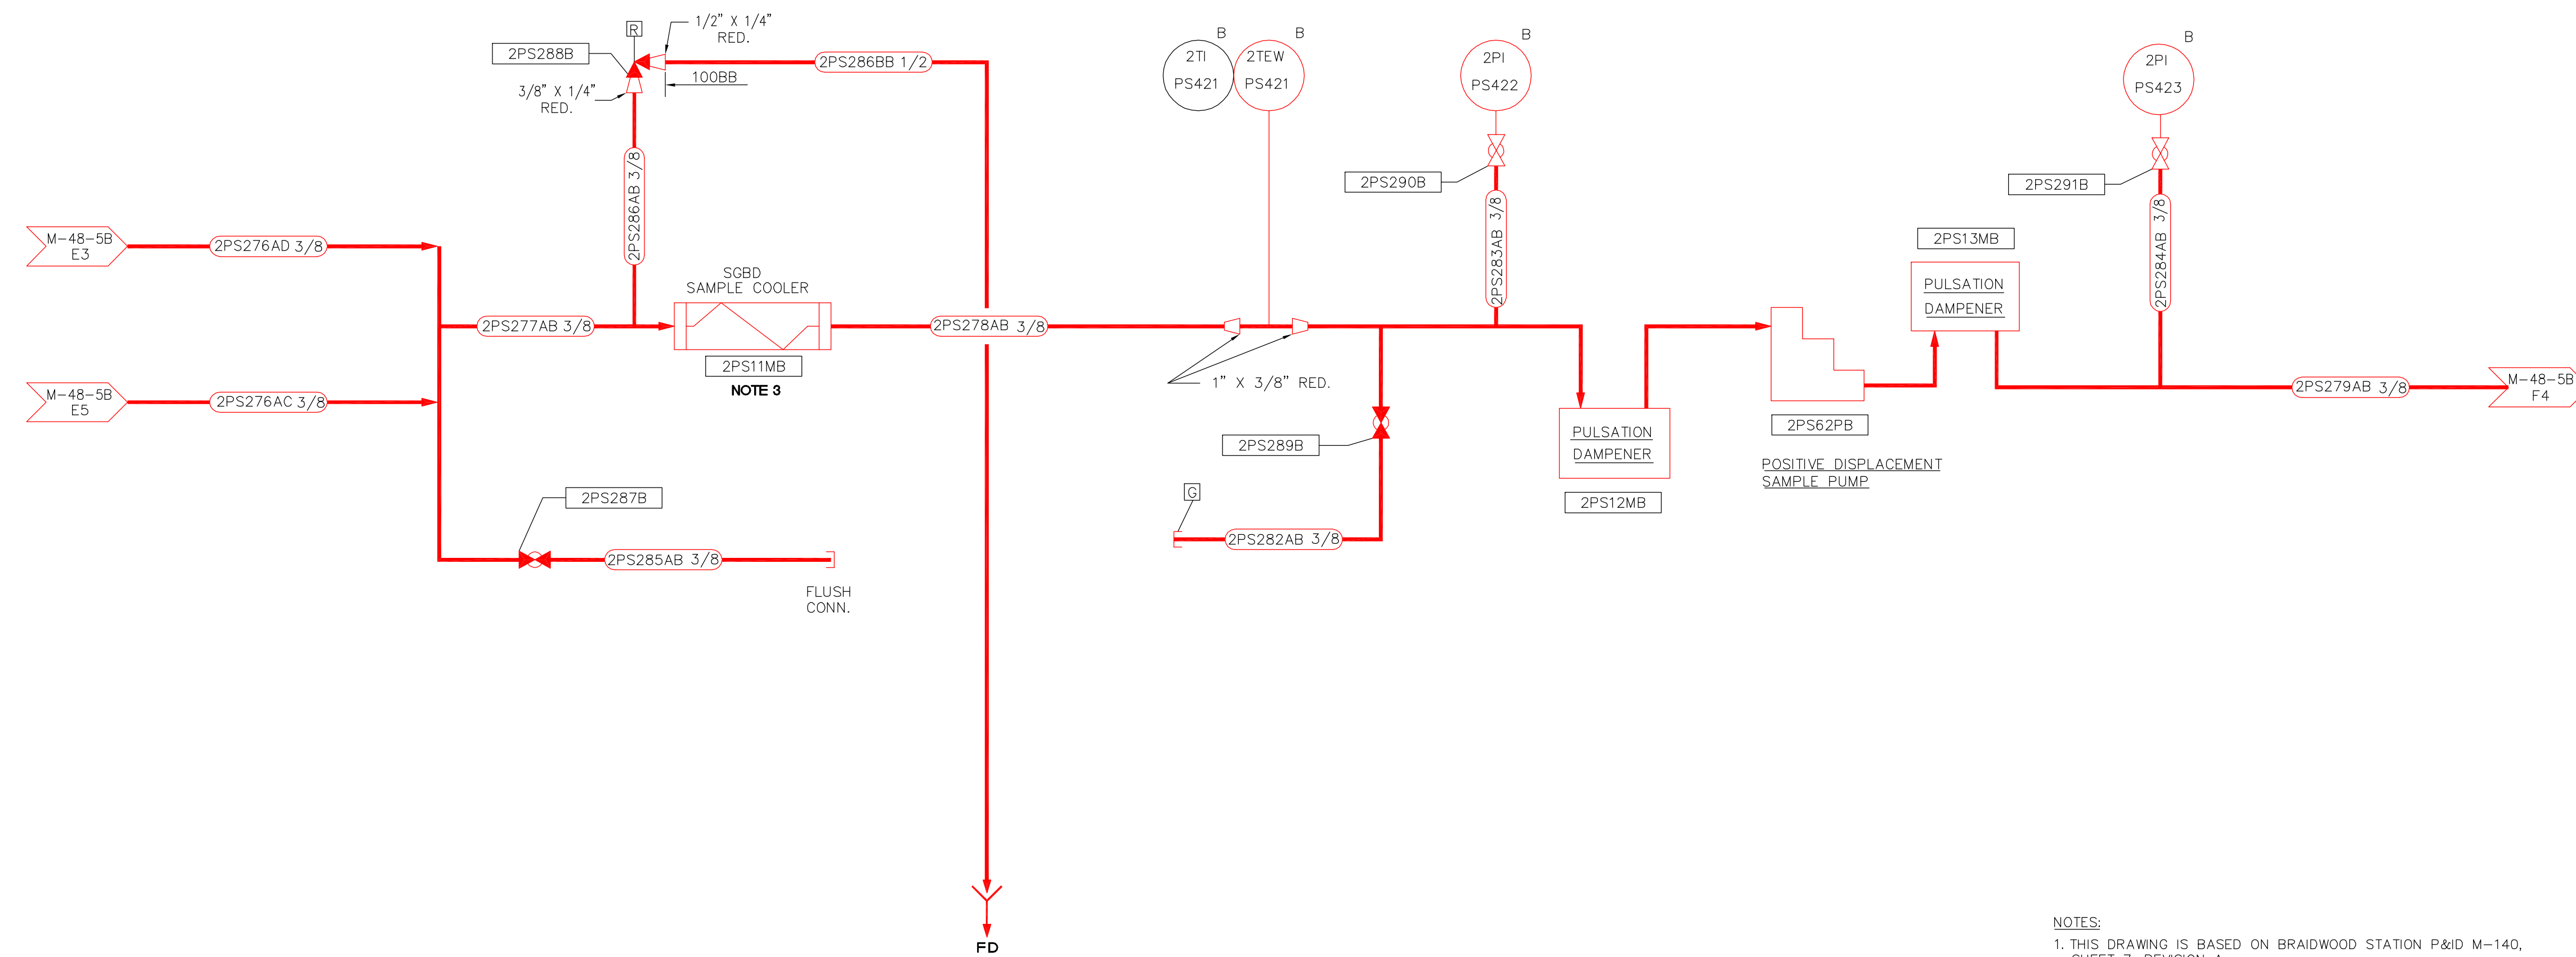 1/2" X 1/4"
RED.
R
2PS288B
100BB
3/8" X 1/4"
RED.
2PS286BB 1/2
2PS286AB 3/8
B
2TI
PS421
B
2TEW
PS421
B
2PI
PS422
B
2PI
PS423
2PS290B
2PS283AB 3/8
2PS291B
2PS284AB 3/8
M-48-5B
E3
2PS276AD 3/8
SGBD
SAMPLE COOLER
2PS277AB 3/8
2PS11MB
NOTE 3
2PS278AB 3/8
1" X 3/8" RED.
2PS13MB
PULSATION
DAMPENER
M-48-5B
E5
2PS276AC 3/8
2PS289B
PULSATION
DAMPENER
2PS12MB
2PS62PB
POSITIVE DISPLACEMENT
SAMPLE PUMP
2PS279AB 3/8
M-48-5B
F4
2PS287B
2PS285AB 3/8
FLUSH
CONN.
G
2PS282AB 3/8
FD
NOTES:
1. THIS DRAWING IS BASED ON BRAIDWOOD STATION P&ID M-140,